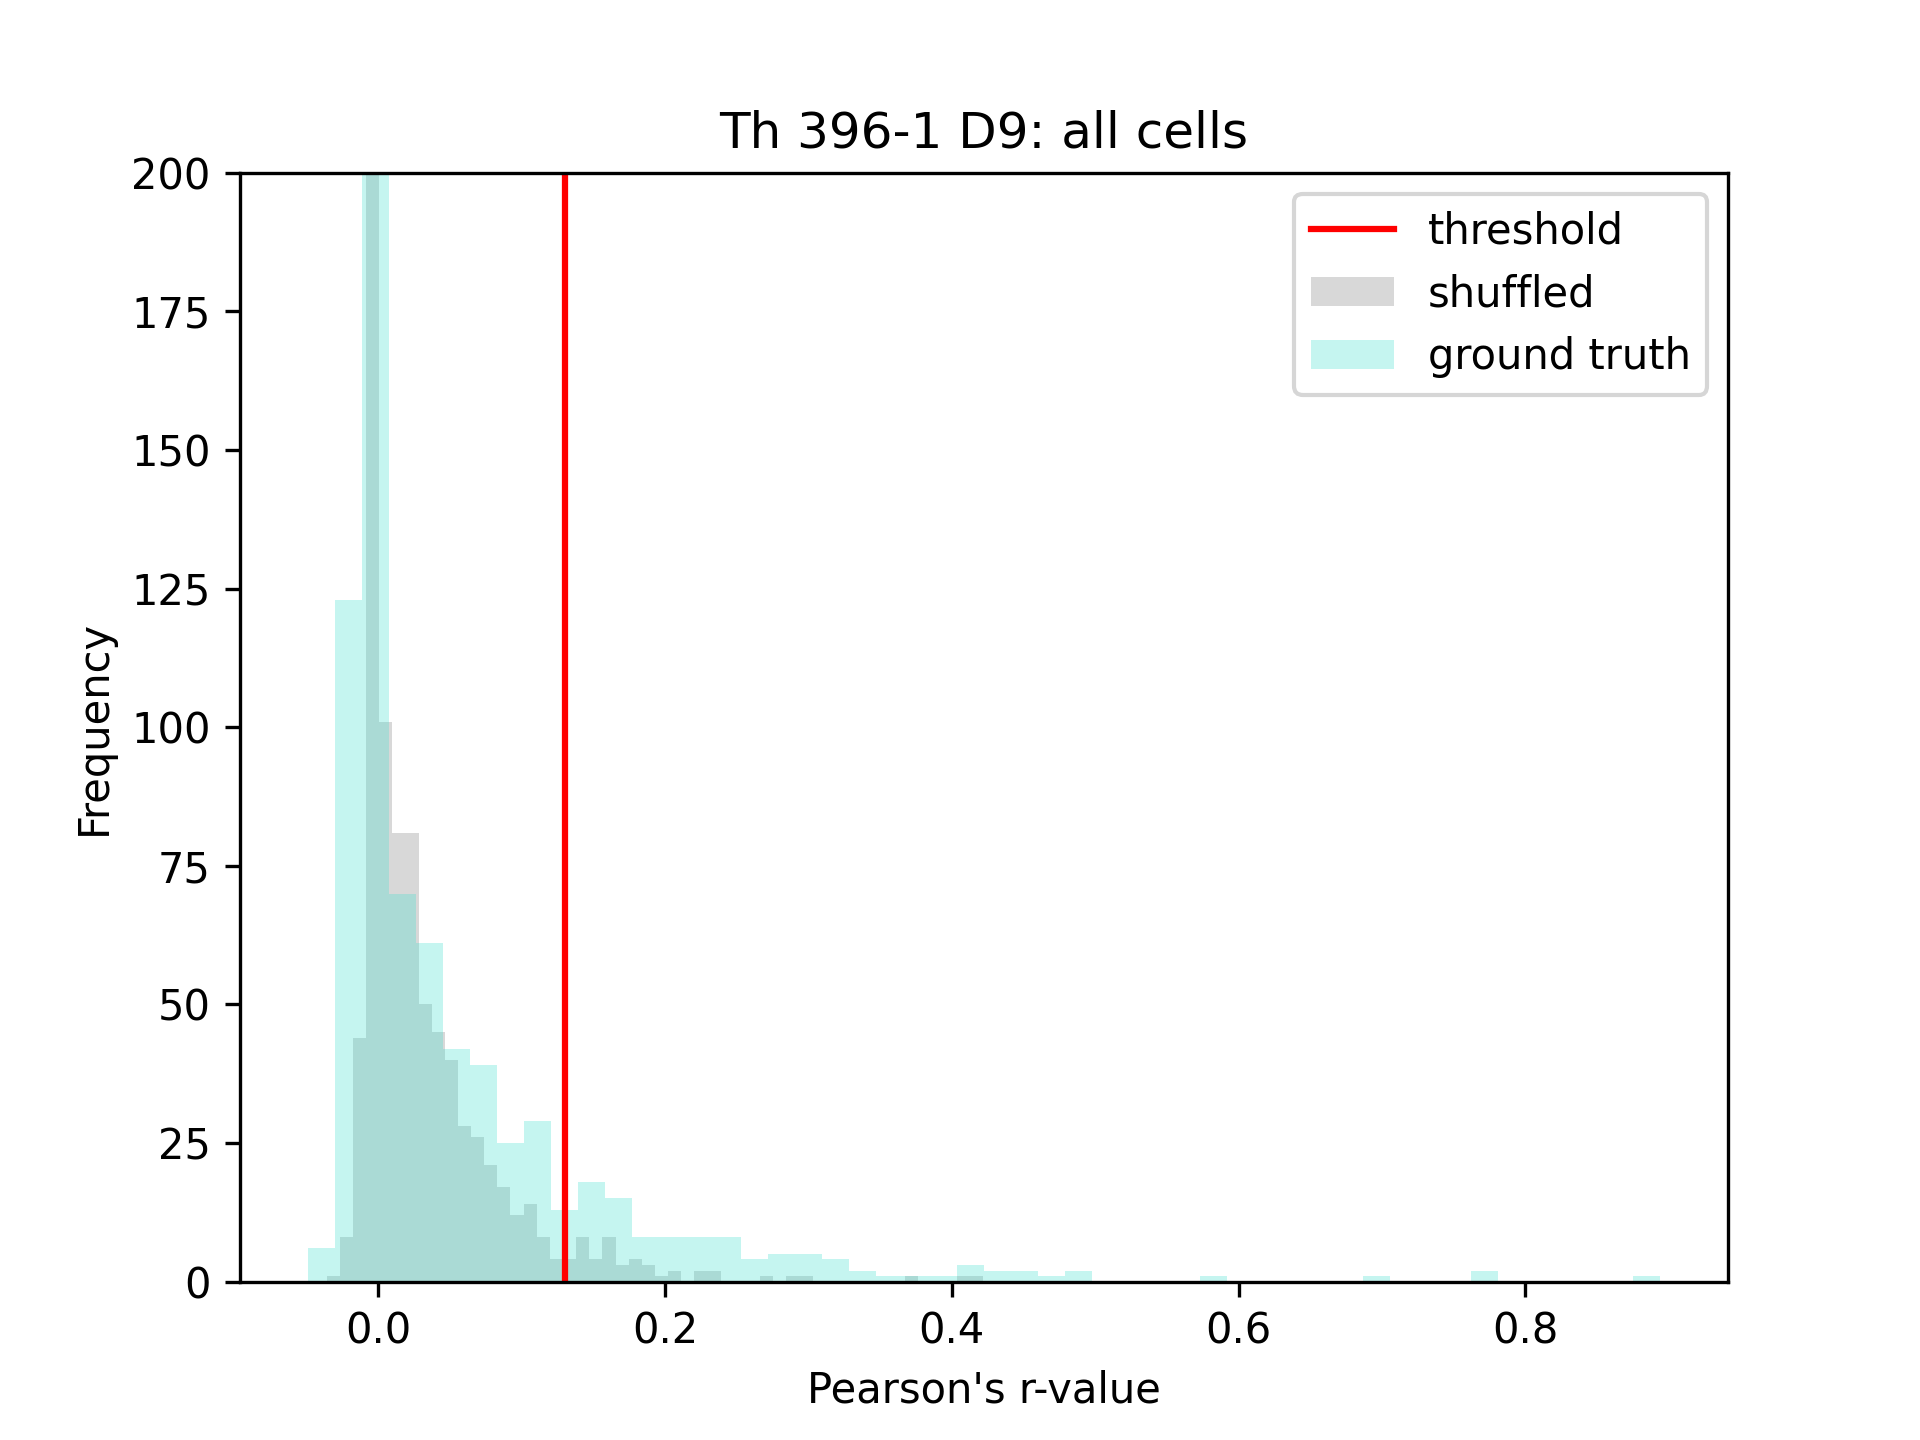 Th 396-1 D9: all cells
200
175
150
125
100
75
50
25
0
Frequency
threshold
shuffled
ground truth
0.0 0.2 0.4 0.6 0.8
Pearson's r-value